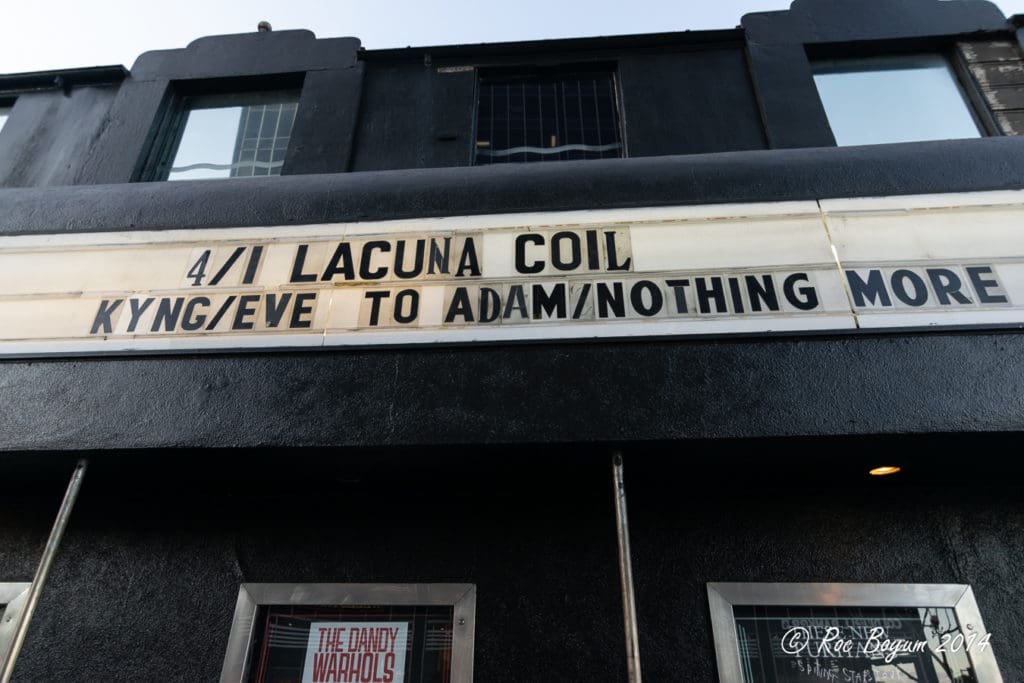 4/1 LACUNA COIL
KYNG/EVE TO ADAM/NOTHING MORE
THE DANDY
WARHOLS
© Roc Bogum 2014